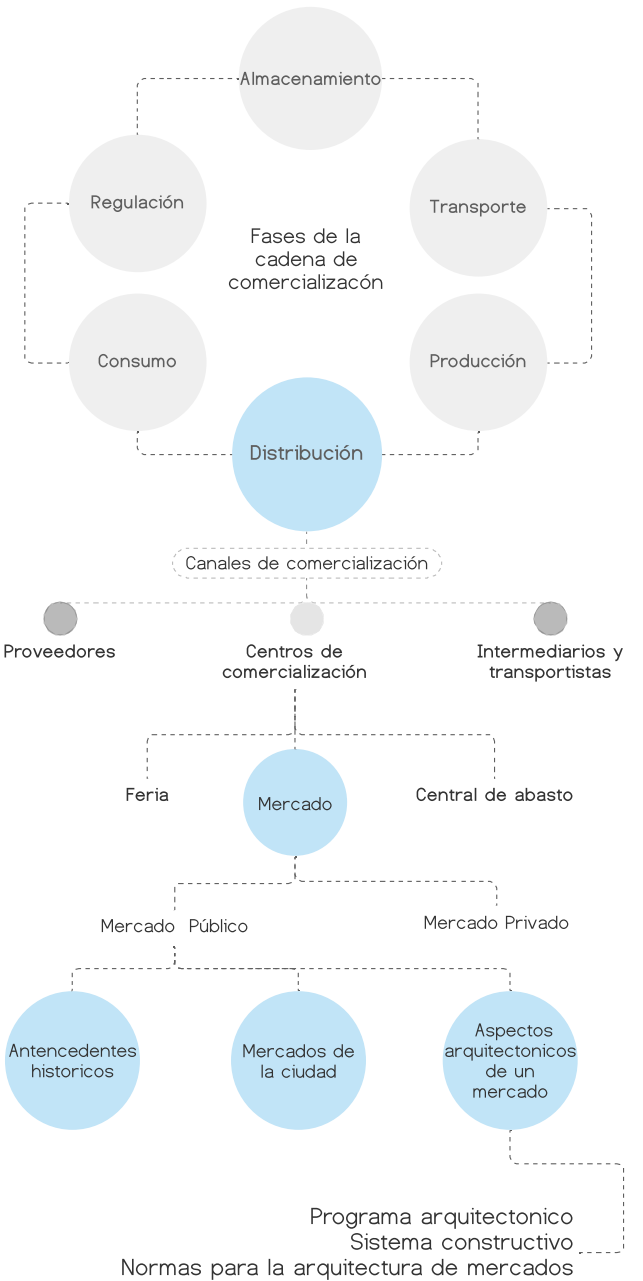 Almacenamiento
Regulación
Transporte
Fases de la
cadena de
comercializacón
Consumo
Producción
Distribución
Canales de comercialización
Proveedores
Centros de
comercialización
Intermediarios y
transportistas
Feria
Mercado
Central de abasto
Mercado Público
Mercado Privado
Antencedentes
historicos
Mercados de
la ciudad
Aspectos
arquitectonicos
de un
mercado
Programa arquitectonico
Sistema constructivo
Normas para la arquitectura de mercados